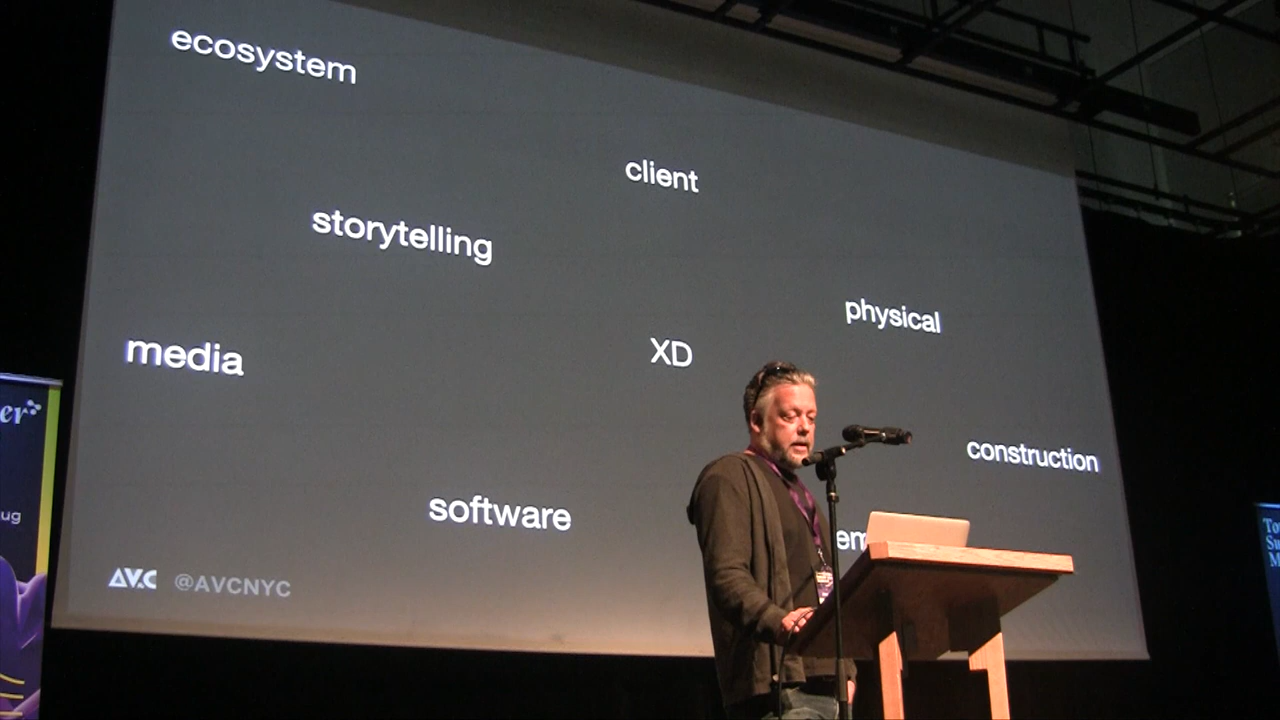 ecosystem
client
storytelling
physical
media
XD
construction
software
AV.C @AVCNYC